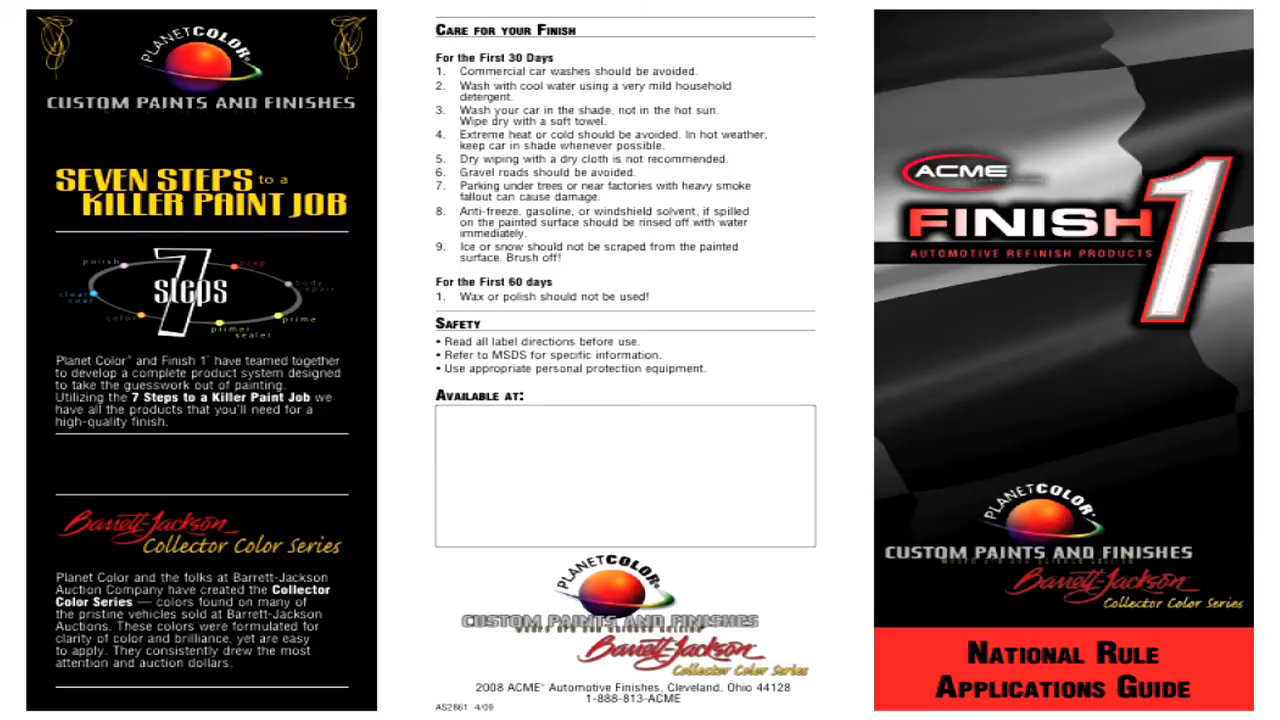 PLANET COLOR
CUSTOM PAINTS AND FINISHES
SEVEN STEPS to a
KILLER PAINT JOB
7 steps
polish
prep
body repair
prime
primer sealer
color
clear coat
Planet Color™ and Finish 1™ have teamed together
to develop a complete product system designed
to take the guesswork out of painting.
Utilizing the 7 Steps to a Killer Paint Job we
have all the products that you'll need for a
high-quality finish.
Barrett-Jackson
Collector Color Series
Planet Color and the folks at Barrett-Jackson
Auction Company have created the Collector
Color Series — colors found on many of
the pristine vehicles sold at Barrett-Jackson
Auctions. These colors were formulated for
clarity of color and brilliance, yet are easy
to apply. They consistently drew the most
attention and auction dollars.
CARE FOR YOUR FINISH
For the First 30 Days
1. Commercial car washes should be avoided.
2. Wash with cool water using a very mild household
detergent.
3. Wash your car in the shade, not in the hot sun.
Wipe dry with a soft towel.
4. Extreme heat or cold should be avoided. In hot weather,
keep car in shade whenever possible.
5. Dry wiping with a dry cloth is not recommended.
6. Gravel roads should be avoided.
7. Parking under trees or near factories with heavy smoke
fallout can cause damage.
8. Anti-freeze, gasoline, or windshield solvent, if spilled
on the painted surface should be rinsed off with water
immediately.
9. Ice or snow should not be scraped from the painted
surface. Brush off!
For the First 60 days
1. Wax or polish should not be used!
SAFETY
• Read all label directions before use.
• Refer to MSDS for specific information.
• Use appropriate personal protection equipment.
AVAILABLE AT:
PLANET COLOR
CUSTOM PAINTS AND FINISHES
Barrett-Jackson
Collector Color Series
2008 ACME™ Automotive Finishes, Cleveland, Ohio 44128
1-888-813-ACME
AS2861 4/09
ACME
FINISH 1
AUTOMOTIVE REFINISH PRODUCTS
PLANET COLOR
CUSTOM PAINTS AND FINISHES
Barrett-Jackson
Collector Color Series
NATIONAL RULE
APPLICATIONS GUIDE